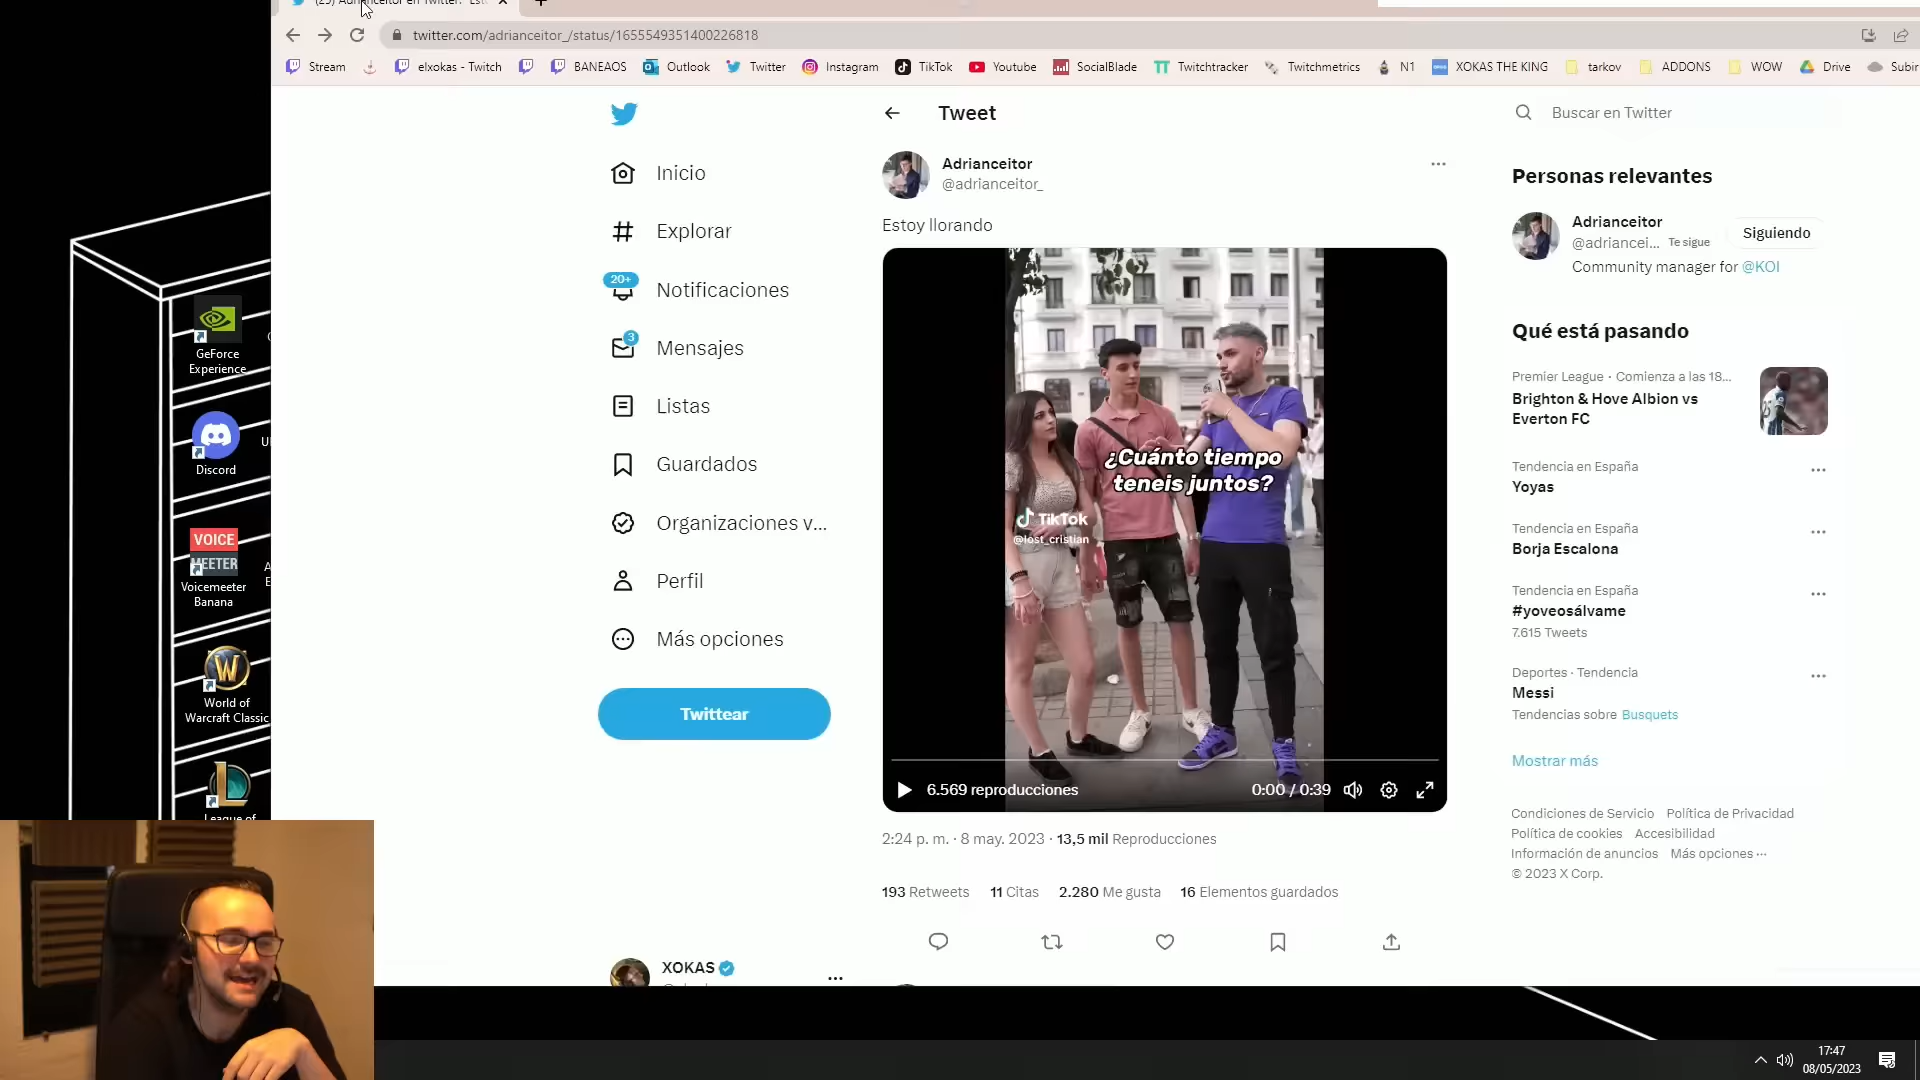 twitter.com/adrianceitor_/status/1655549351400226818
Stream
elxokas - Twitch
BANEAOS
Outlook
Twitter
Instagram
TikTok
Youtube
SocialBlade
Twitchtracker
Twitchmetrics
N1
XOKAS THE KING
tarkov
ADDONS
WOW
Drive
Subir
Inicio
Explorar
20+
Notificaciones
3
Mensajes
Listas
Guardados
Organizaciones v...
Perfil
Más opciones
Twittear
XOKAS
Tweet
Adrianceitor
@adrianceitor_
Estoy llorando
¿Cuánto tiempo
teneis juntos?
TikTok
@lost_cristian
6.569 reproducciones
0:00 / 0:39
2:24 p. m. · 8 may. 2023 · 13,5 mil Reproducciones
193 Retweets 11 Citas 2.280 Me gusta 16 Elementos guardados
Buscar en Twitter
Personas relevantes
Adrianceitor
@adriancei... Te sigue
Siguiendo
Community manager for @KOI
Qué está pasando
Premier League · Comienza a las 18...
Brighton & Hove Albion vs
Everton FC
Tendencia en España
Yoyas
Tendencia en España
Borja Escalona
Tendencia en España
#yoveosálvame
7.615 Tweets
Deportes · Tendencia
Messi
Tendencias sobre Busquets
Mostrar más
Condiciones de Servicio Política de Privacidad
Política de cookies Accesibilidad
Información de anuncios Más opciones ···
© 2023 X Corp.
GeForce
Experience
Discord
VOICE
MEETER
Voicemeeter
Banana
World of
Warcraft Classic
League of
17:47
08/05/2023